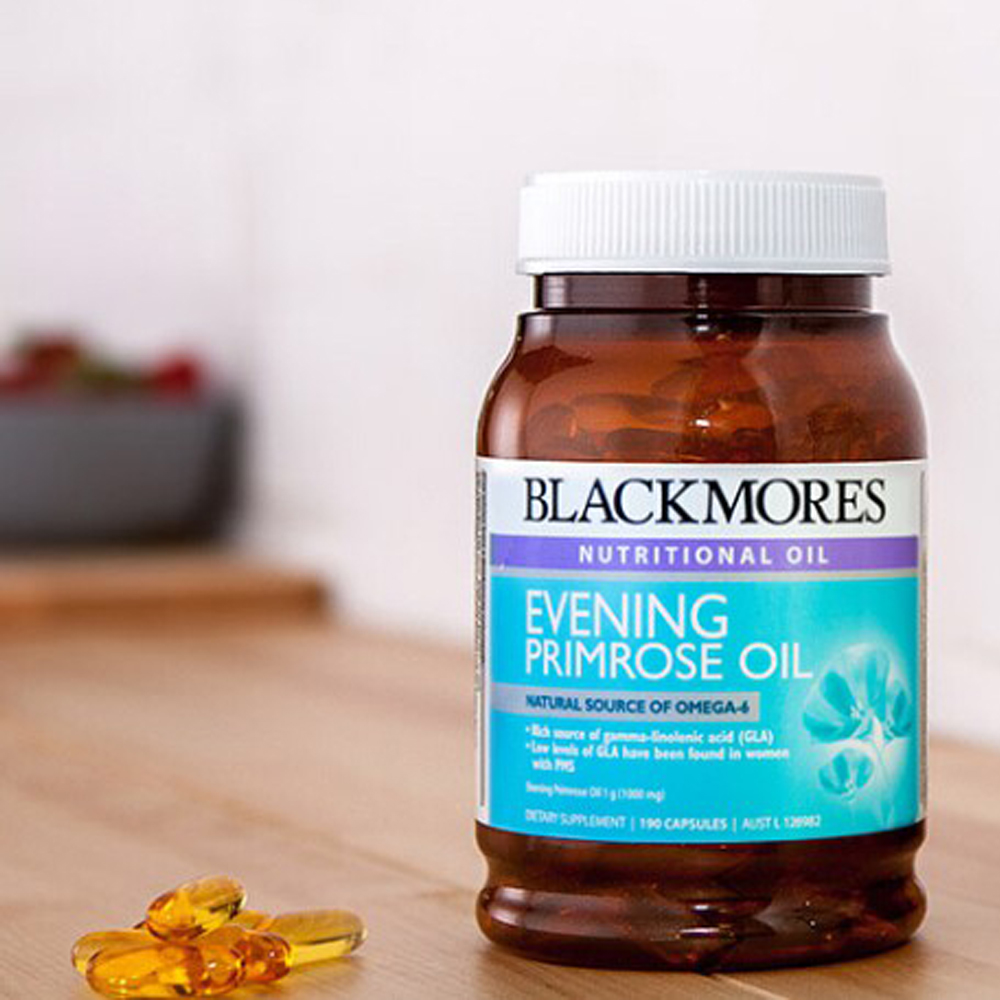 BLACKMORES
NUTRITIONAL OIL
EVENING
PRIMROSE OIL
NATURAL SOURCE OF OMEGA-6
• Rich source of gamma-linolenic acid (GLA)
• Low levels of GLA have been found in women
with PMS
Evening Primrose Oil 1 g (1000 mg)
DIETARY SUPPLEMENT | 190 CAPSULES | AUST L 126982